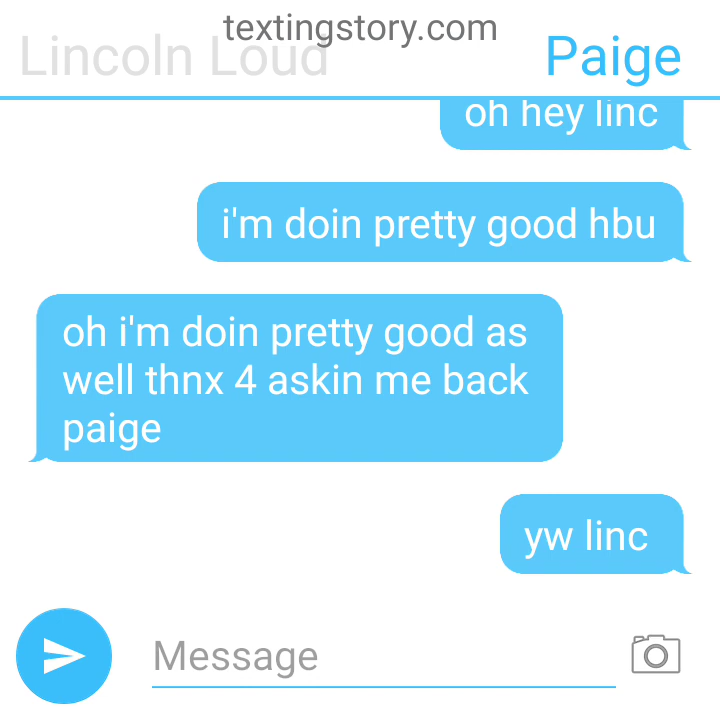 textingstory.com
Lincoln Loud
Paige
oh hey linc
i'm doin pretty good hbu
oh i'm doin pretty good as
well thnx 4 askin me back
paige
yw linc
Message